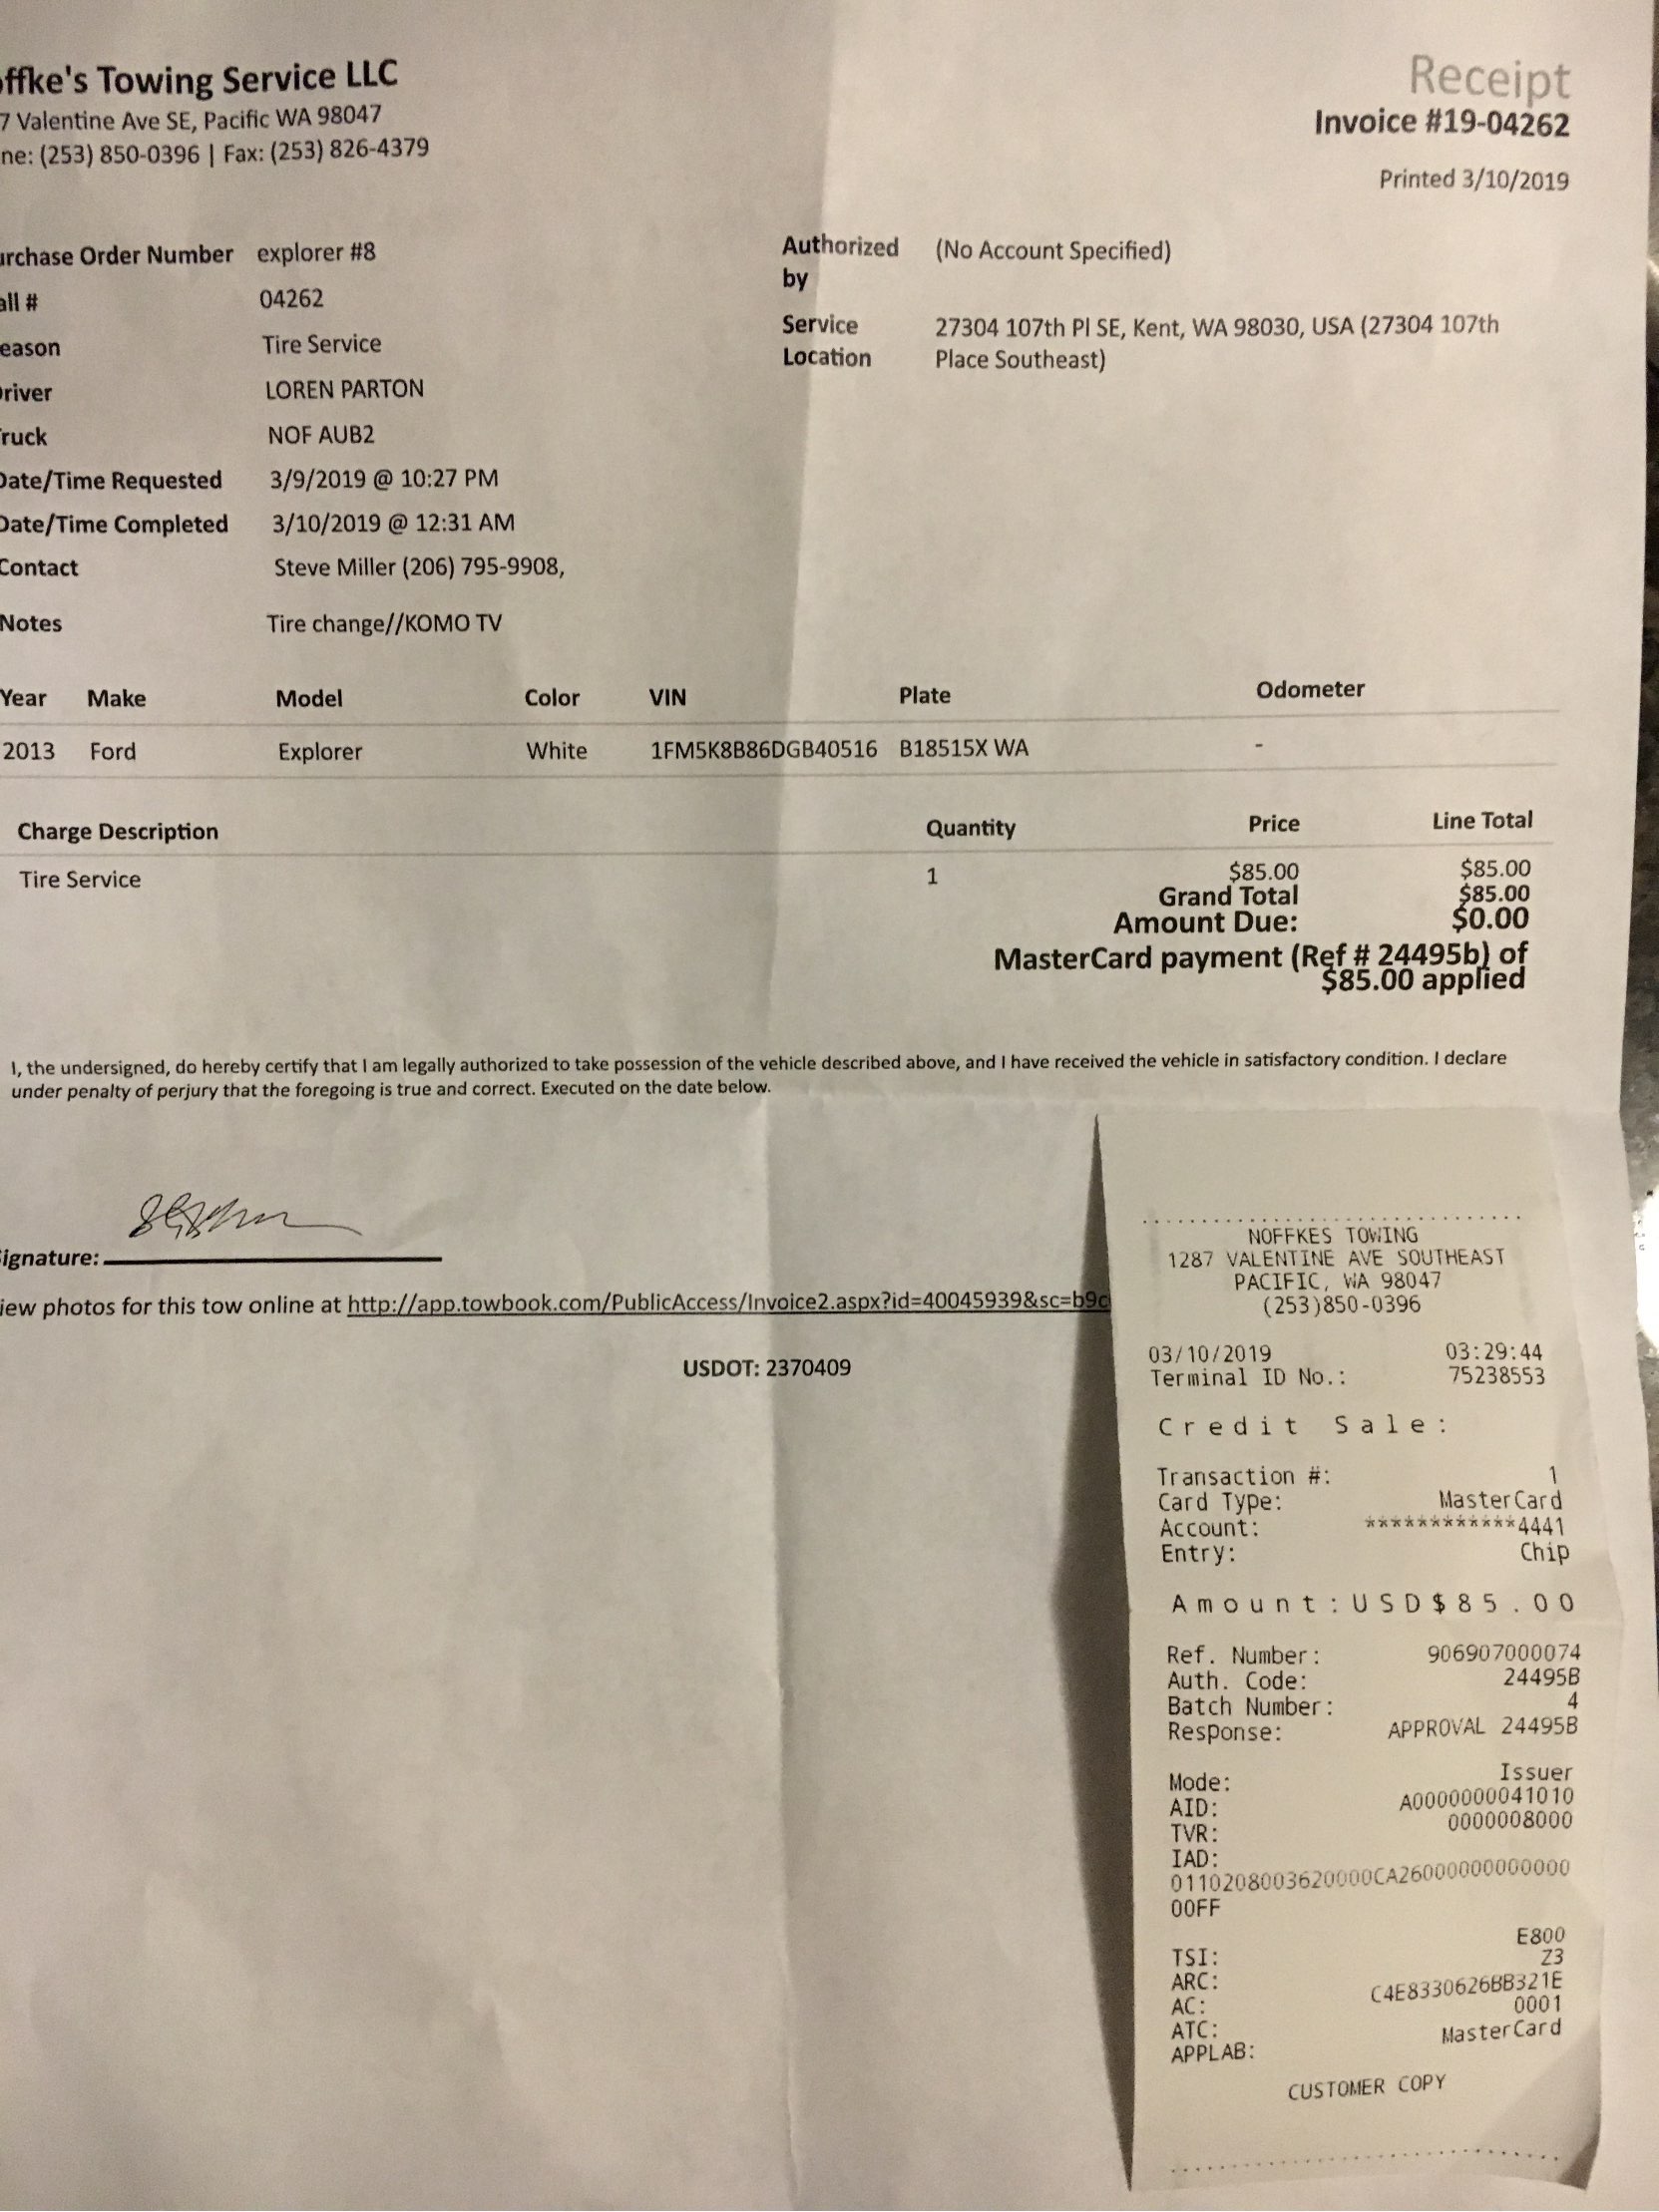 offke's Towing Service LLC
7 Valentine Ave SE, Pacific WA 98047
ne: (253) 850-0396 | Fax: (253) 826-4379
Receipt
Invoice #19-04262
Printed 3/10/2019
urchase Order Number explorer #8
all # 04262
eason Tire Service
river LOREN PARTON
ruck NOF AUB2
Date/Time Requested 3/9/2019 @ 10:27 PM
Date/Time Completed 3/10/2019 @ 12:31 AM
Contact Steve Miller (206) 795-9908,
Notes Tire change//KOMO TV
Authorized (No Account Specified)
by
Service 27304 107th Pl SE, Kent, WA 98030, USA (27304 107th
Location Place Southeast)
Year Make Model Color VIN Plate Odometer
2013 Ford Explorer White 1FM5K8B86DGB40516 B18515X WA -
Charge Description Quantity Price Line Total
Tire Service 1 $85.00 $85.00
Grand Total $85.00
Amount Due: $0.00
MasterCard payment (Ref # 24495b) of
$85.00 applied
I, the undersigned, do hereby certify that I am legally authorized to take possession of the vehicle described above, and I have received the vehicle in satisfactory condition. I declare
under penalty of perjury that the foregoing is true and correct. Executed on the date below.
ignature:
iew photos for this tow online at http://app.towbook.com/PublicAccess/Invoice2.aspx?id=40045939&sc=b9c
USDOT: 2370409
NOFFKES TOWING
1287 VALENTINE AVE SOUTHEAST
PACIFIC, WA 98047
(253)850-0396
03/10/2019 03:29:44
Terminal ID No.: 75238553
Credit Sale:
Transaction #: 1
Card Type: MasterCard
Account: ************4441
Entry: Chip
Amount:USD$85.00
Ref. Number: 906907000074
Auth. Code: 24495B
Batch Number: 4
Response: APPROVAL 24495B
Mode: Issuer
AID: A0000000041010
TVR: 0000008000
IAD:
0110208003620000CA26000000000000
00FF
TSI: E800
ARC: Z3
AC: C4E8330626BB321E
ATC: 0001
APPLAB: MasterCard
CUSTOMER COPY